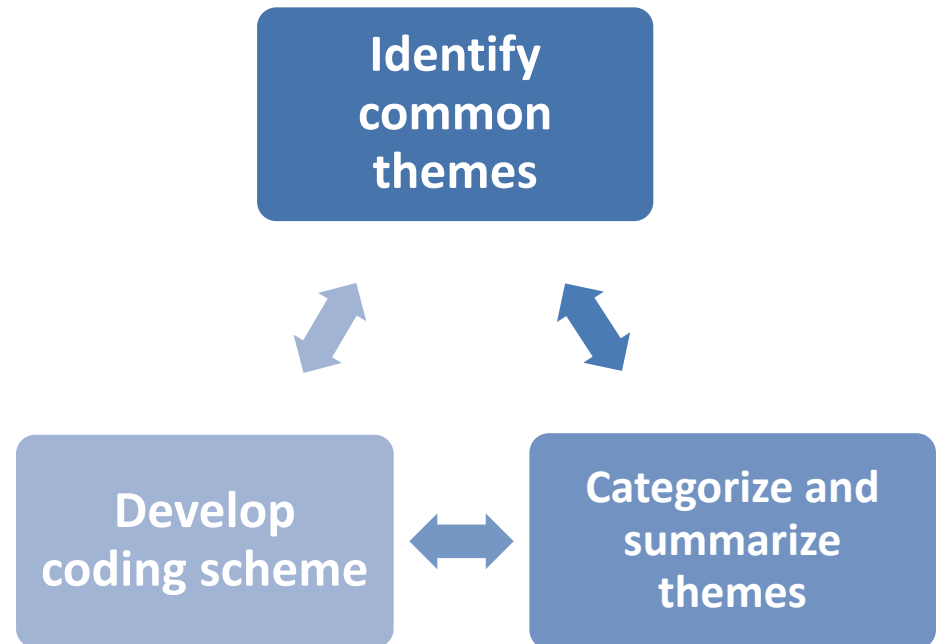 Identify
common
themes
Develop
coding scheme
Categorize and
summarize
themes